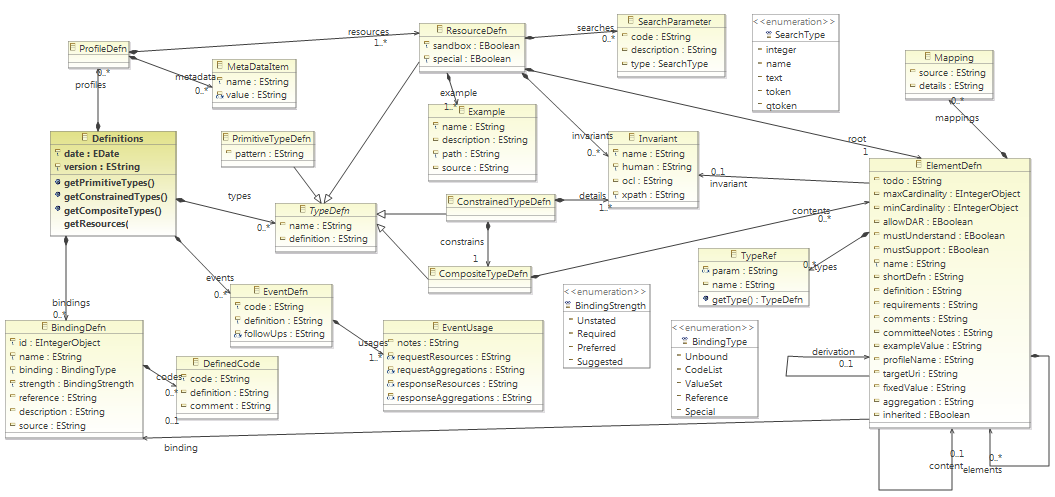 ProfileDefn
resources
1..*
0..*
profiles
metadata
0..*
MetaDataItem
name : EString
value : EString
ResourceDefn
sandbox : EBoolean
special : EBoolean
searches
0..*
SearchParameter
code : EString
description : EString
type : SearchType
<<enumeration>>
SearchType
integer
name
text
token
qtoken
Mapping
source : EString
details : EString
0..*
mappings
example
1..*
Example
name : EString
description : EString
path : EString
source : EString
invariants
0..*
Invariant
name : EString
human : EString
ocl : EString
xpath : EString
root
1
0..1
invariant
Definitions
date : EDate
version : EString
getPrimitiveTypes()
getConstrainedTypes()
getCompositeTypes()
getResources(
PrimitiveTypeDefn
pattern : EString
types
0..*
TypeDefn
name : EString
definition : EString
ConstrainedTypeDefn
details
1..*
constrains
1
CompositeTypeDefn
contents
0..*
ElementDefn
todo : EString
maxCardinality : EIntegerObject
minCardinality : EIntegerObject
allowDAR : EBoolean
mustUnderstand : EBoolean
mustSupport : EBoolean
name : EString
shortDefn : EString
definition : EString
requirements : EString
comments : EString
committeeNotes : EString
exampleValue : EString
profileName : EString
targetUri : EString
fixedValue : EString
aggregation : EString
inherited : EBoolean
TypeRef
param : EString
name : EString
getType() : TypeDefn
0..*
types
events
0..*
EventDefn
code : EString
definition : EString
followUps : EString
usages
1..*
EventUsage
notes : EString
requestResources : EString
requestAggregations : EString
responseResources : EString
responseAggregations : EString
<<enumeration>>
BindingStrength
Unstated
Required
Preferred
Suggested
<<enumeration>>
BindingType
Unbound
CodeList
ValueSet
Reference
Special
bindings
0..*
BindingDefn
id : EIntegerObject
name : EString
binding : BindingType
strength : BindingStrength
reference : EString
description : EString
source : EString
codes
0..*
DefinedCode
code : EString
definition : EString
comment : EString
0..1
binding
derivation
0..1
0..1
content
0..*
elements